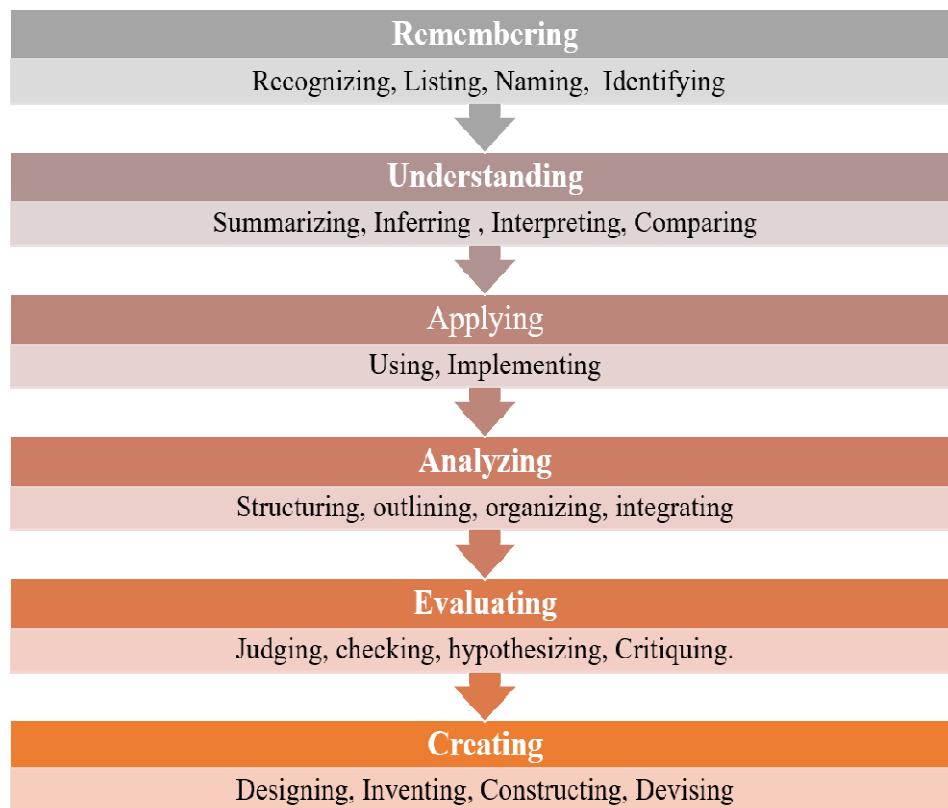 Remembering
Recognizing, Listing, Naming, Identifying
Understanding
Summarizing, Inferring , Interpreting, Comparing
Applying
Using, Implementing
Analyzing
Structuring, outlining, organizing, integrating
Evaluating
Judging, checking, hypothesizing, Critiquing.
Creating
Designing, Inventing, Constructing, Devising